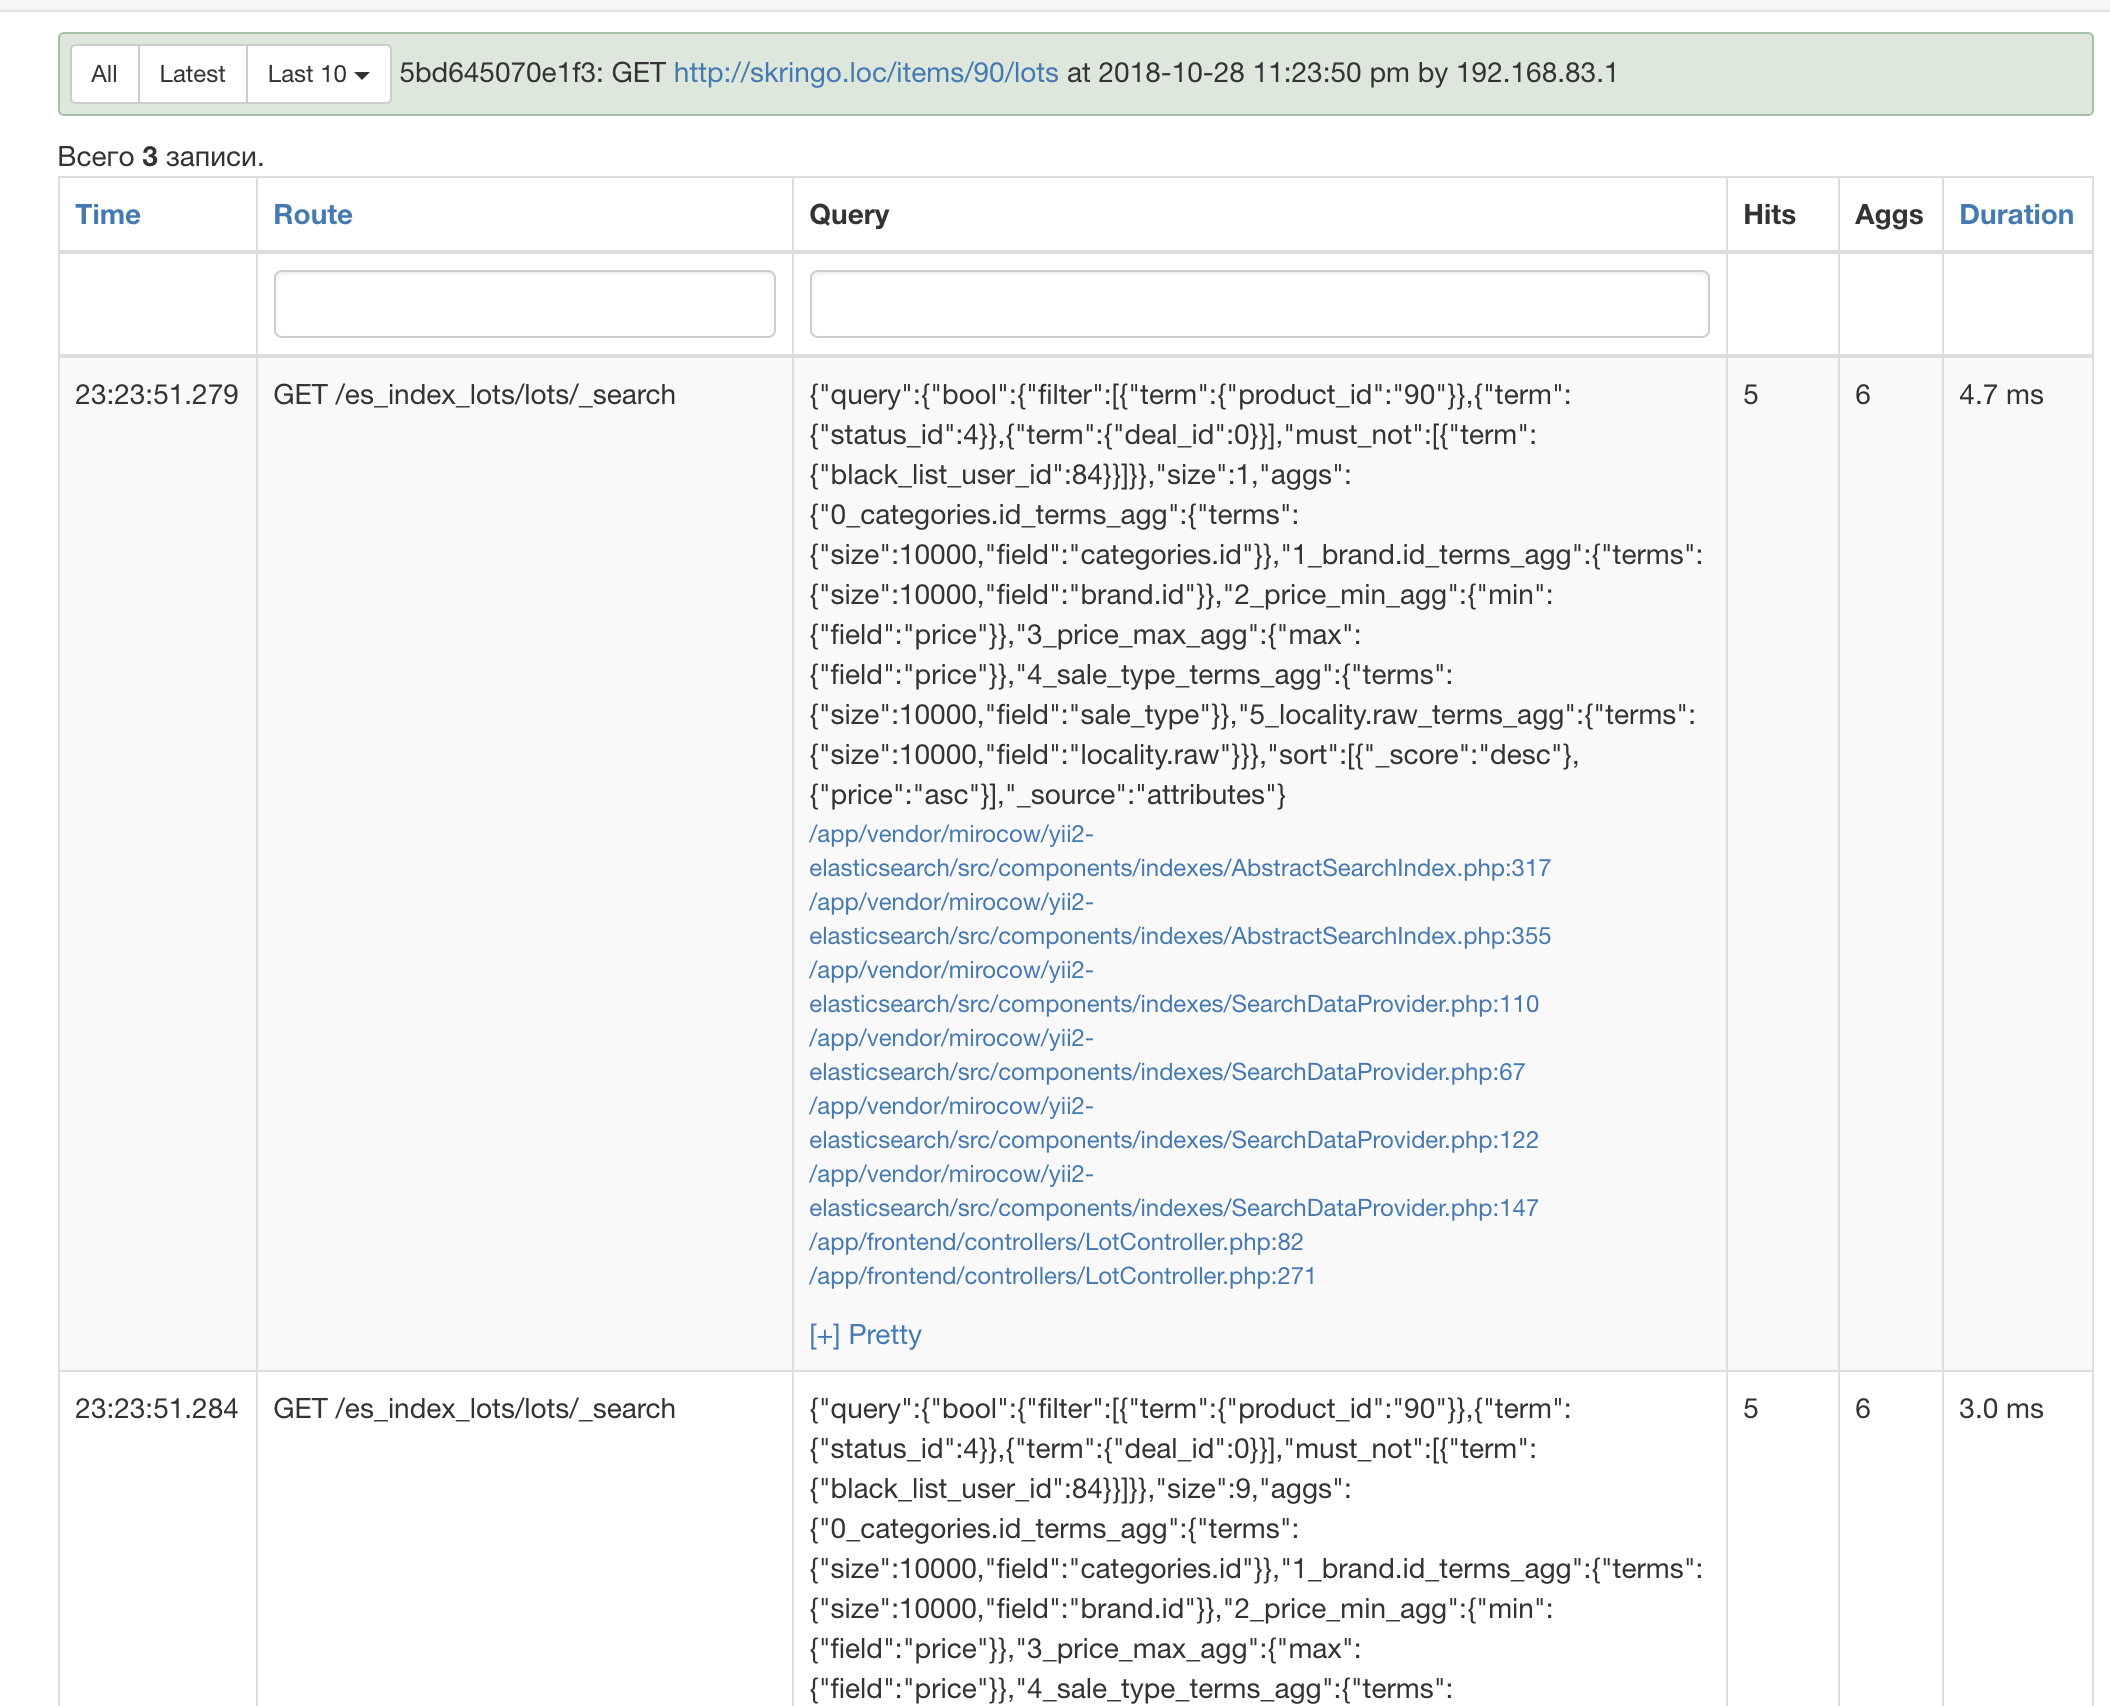 All Latest Last 10 5bd645070e1f3: GET http://skringo.loc/items/90/lots at 2018-10-28 11:23:50 pm by 192.168.83.1
Всего 3 записи.
Time Route Query Hits Aggs Duration
23:23:51.279 GET /es_index_lots/lots/_search {"query":{"bool":{"filter":[{"term":{"product_id":"90"}},{"term": 5 6 4.7 ms
{"status_id":4}},{"term":{"deal_id":0}}],"must_not":[{"term":
{"black_list_user_id":84}}]}},"size":1,"aggs":
{"0_categories.id_terms_agg":{"terms":
{"size":10000,"field":"categories.id"}},"1_brand.id_terms_agg":{"terms":
{"size":10000,"field":"brand.id"}},"2_price_min_agg":{"min":
{"field":"price"}},"3_price_max_agg":{"max":
{"field":"price"}},"4_sale_type_terms_agg":{"terms":
{"size":10000,"field":"sale_type"}},"5_locality.raw_terms_agg":{"terms":
{"size":10000,"field":"locality.raw"}}},"sort":[{"_score":"desc"},
{"price":"asc"}],"_source":"attributes"}
/app/vendor/mirocow/yii2-
elasticsearch/src/components/indexes/AbstractSearchIndex.php:317
/app/vendor/mirocow/yii2-
elasticsearch/src/components/indexes/AbstractSearchIndex.php:355
/app/vendor/mirocow/yii2-
elasticsearch/src/components/indexes/SearchDataProvider.php:110
/app/vendor/mirocow/yii2-
elasticsearch/src/components/indexes/SearchDataProvider.php:67
/app/vendor/mirocow/yii2-
elasticsearch/src/components/indexes/SearchDataProvider.php:122
/app/vendor/mirocow/yii2-
elasticsearch/src/components/indexes/SearchDataProvider.php:147
/app/frontend/controllers/LotController.php:82
/app/frontend/controllers/LotController.php:271
[+] Pretty
23:23:51.284 GET /es_index_lots/lots/_search {"query":{"bool":{"filter":[{"term":{"product_id":"90"}},{"term": 5 6 3.0 ms
{"status_id":4}},{"term":{"deal_id":0}}],"must_not":[{"term":
{"black_list_user_id":84}}]}},"size":9,"aggs":
{"0_categories.id_terms_agg":{"terms":
{"size":10000,"field":"categories.id"}},"1_brand.id_terms_agg":{"terms":
{"size":10000,"field":"brand.id"}},"2_price_min_agg":{"min":
{"field":"price"}},"3_price_max_agg":{"max":
{"field":"price"}},"4_sale_type_terms_agg":{"terms":